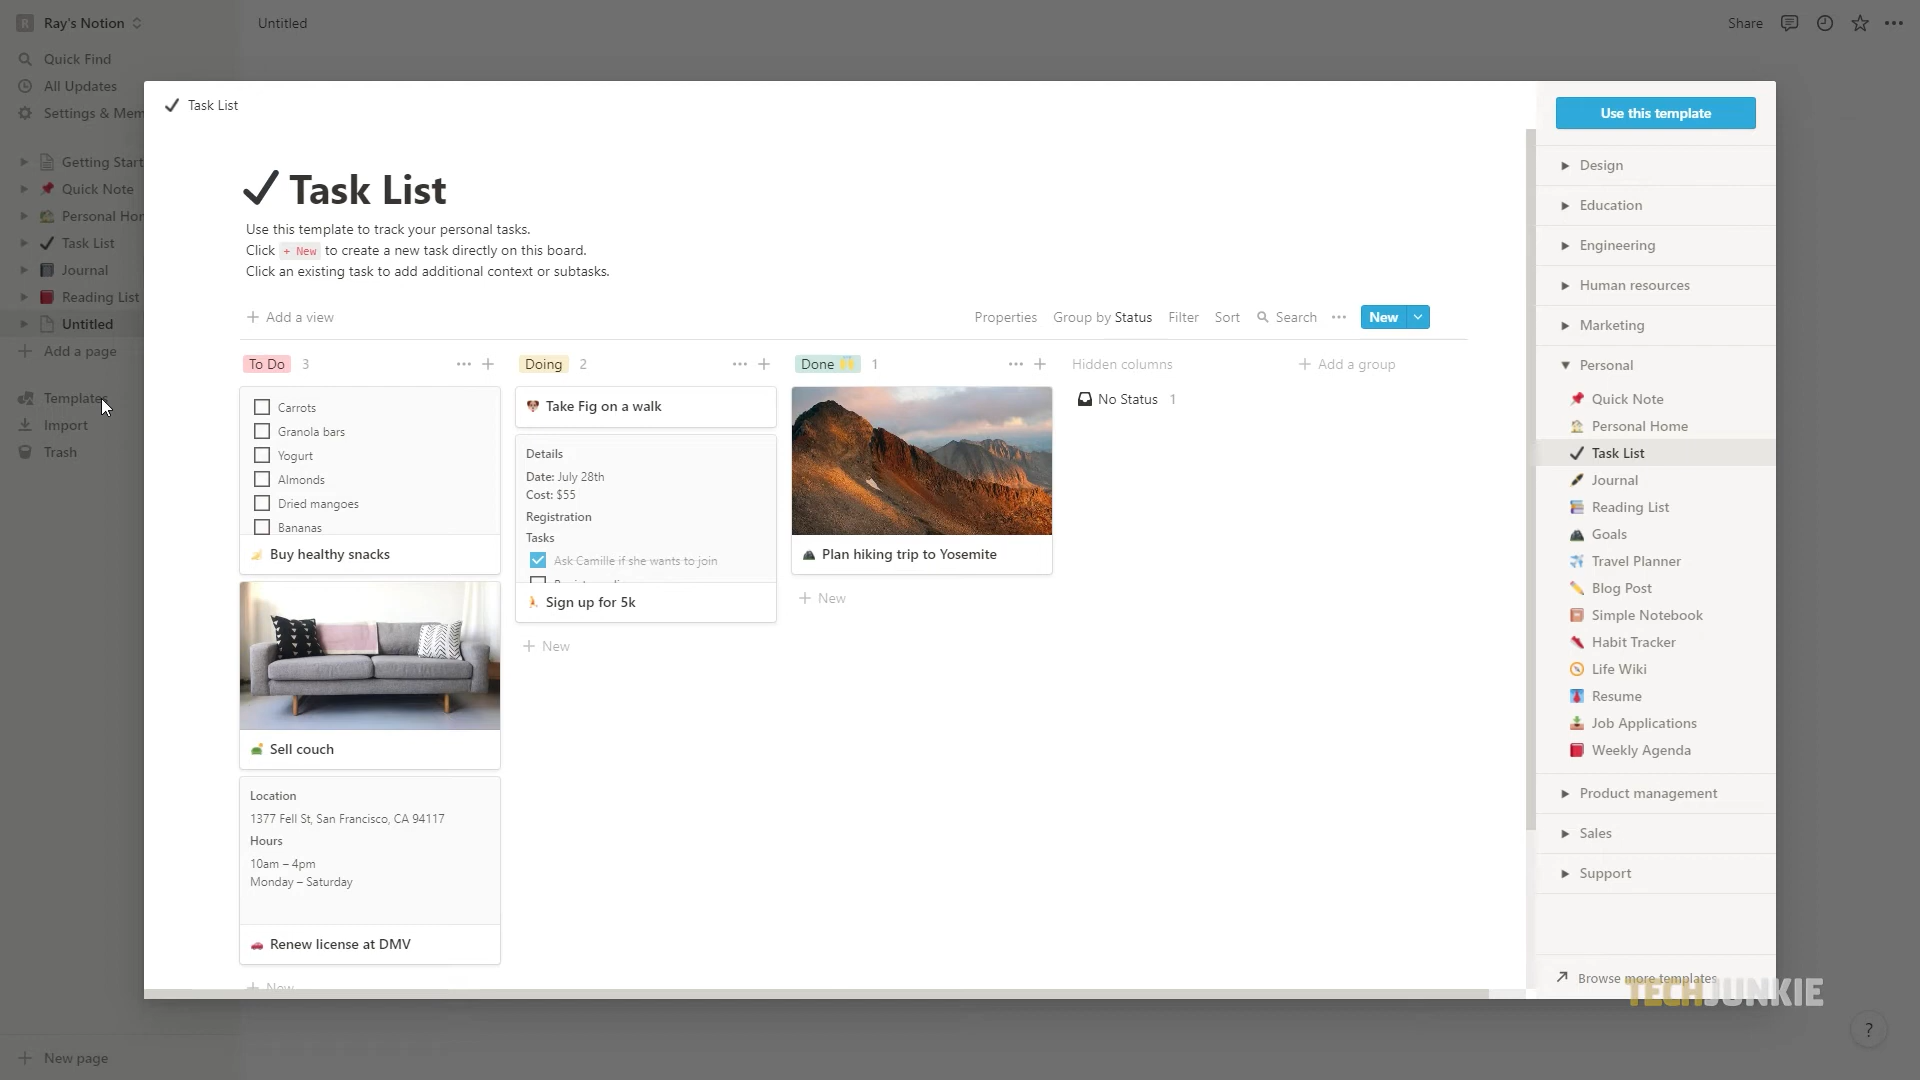 Ray's Notion
Untitled
Share
Quick Find
All Updates
Settings & Mem
Getting Start
Quick Note
Personal Hom
Task List
Journal
Reading List
Untitled
Add a page
Templates
Import
Trash
New page
Task List
Task List
Use this template to track your personal tasks.
Click + New to create a new task directly on this board.
Click an existing task to add additional context or subtasks.
+ Add a view
Properties Group by Status Filter Sort Search New
To Do 3
Carrots
Granola bars
Yogurt
Almonds
Dried mangoes
Bananas
Buy healthy snacks
Sell couch
Location
1377 Fell St, San Francisco, CA 94117
Hours
10am – 4pm
Monday – Saturday
Renew license at DMV
+ New
Doing 2
Take Fig on a walk
Details
Date: July 28th
Cost: $55
Registration
Tasks
Ask Camille if she wants to join
Sign up for 5k
+ New
Done 1
Plan hiking trip to Yosemite
+ New
Hidden columns
No Status 1
+ Add a group
Use this template
Design
Education
Engineering
Human resources
Marketing
Personal
Quick Note
Personal Home
Task List
Journal
Reading List
Goals
Travel Planner
Blog Post
Simple Notebook
Habit Tracker
Life Wiki
Resume
Job Applications
Weekly Agenda
Product management
Sales
Support
Browse more templates
TECHJUNKIE
?